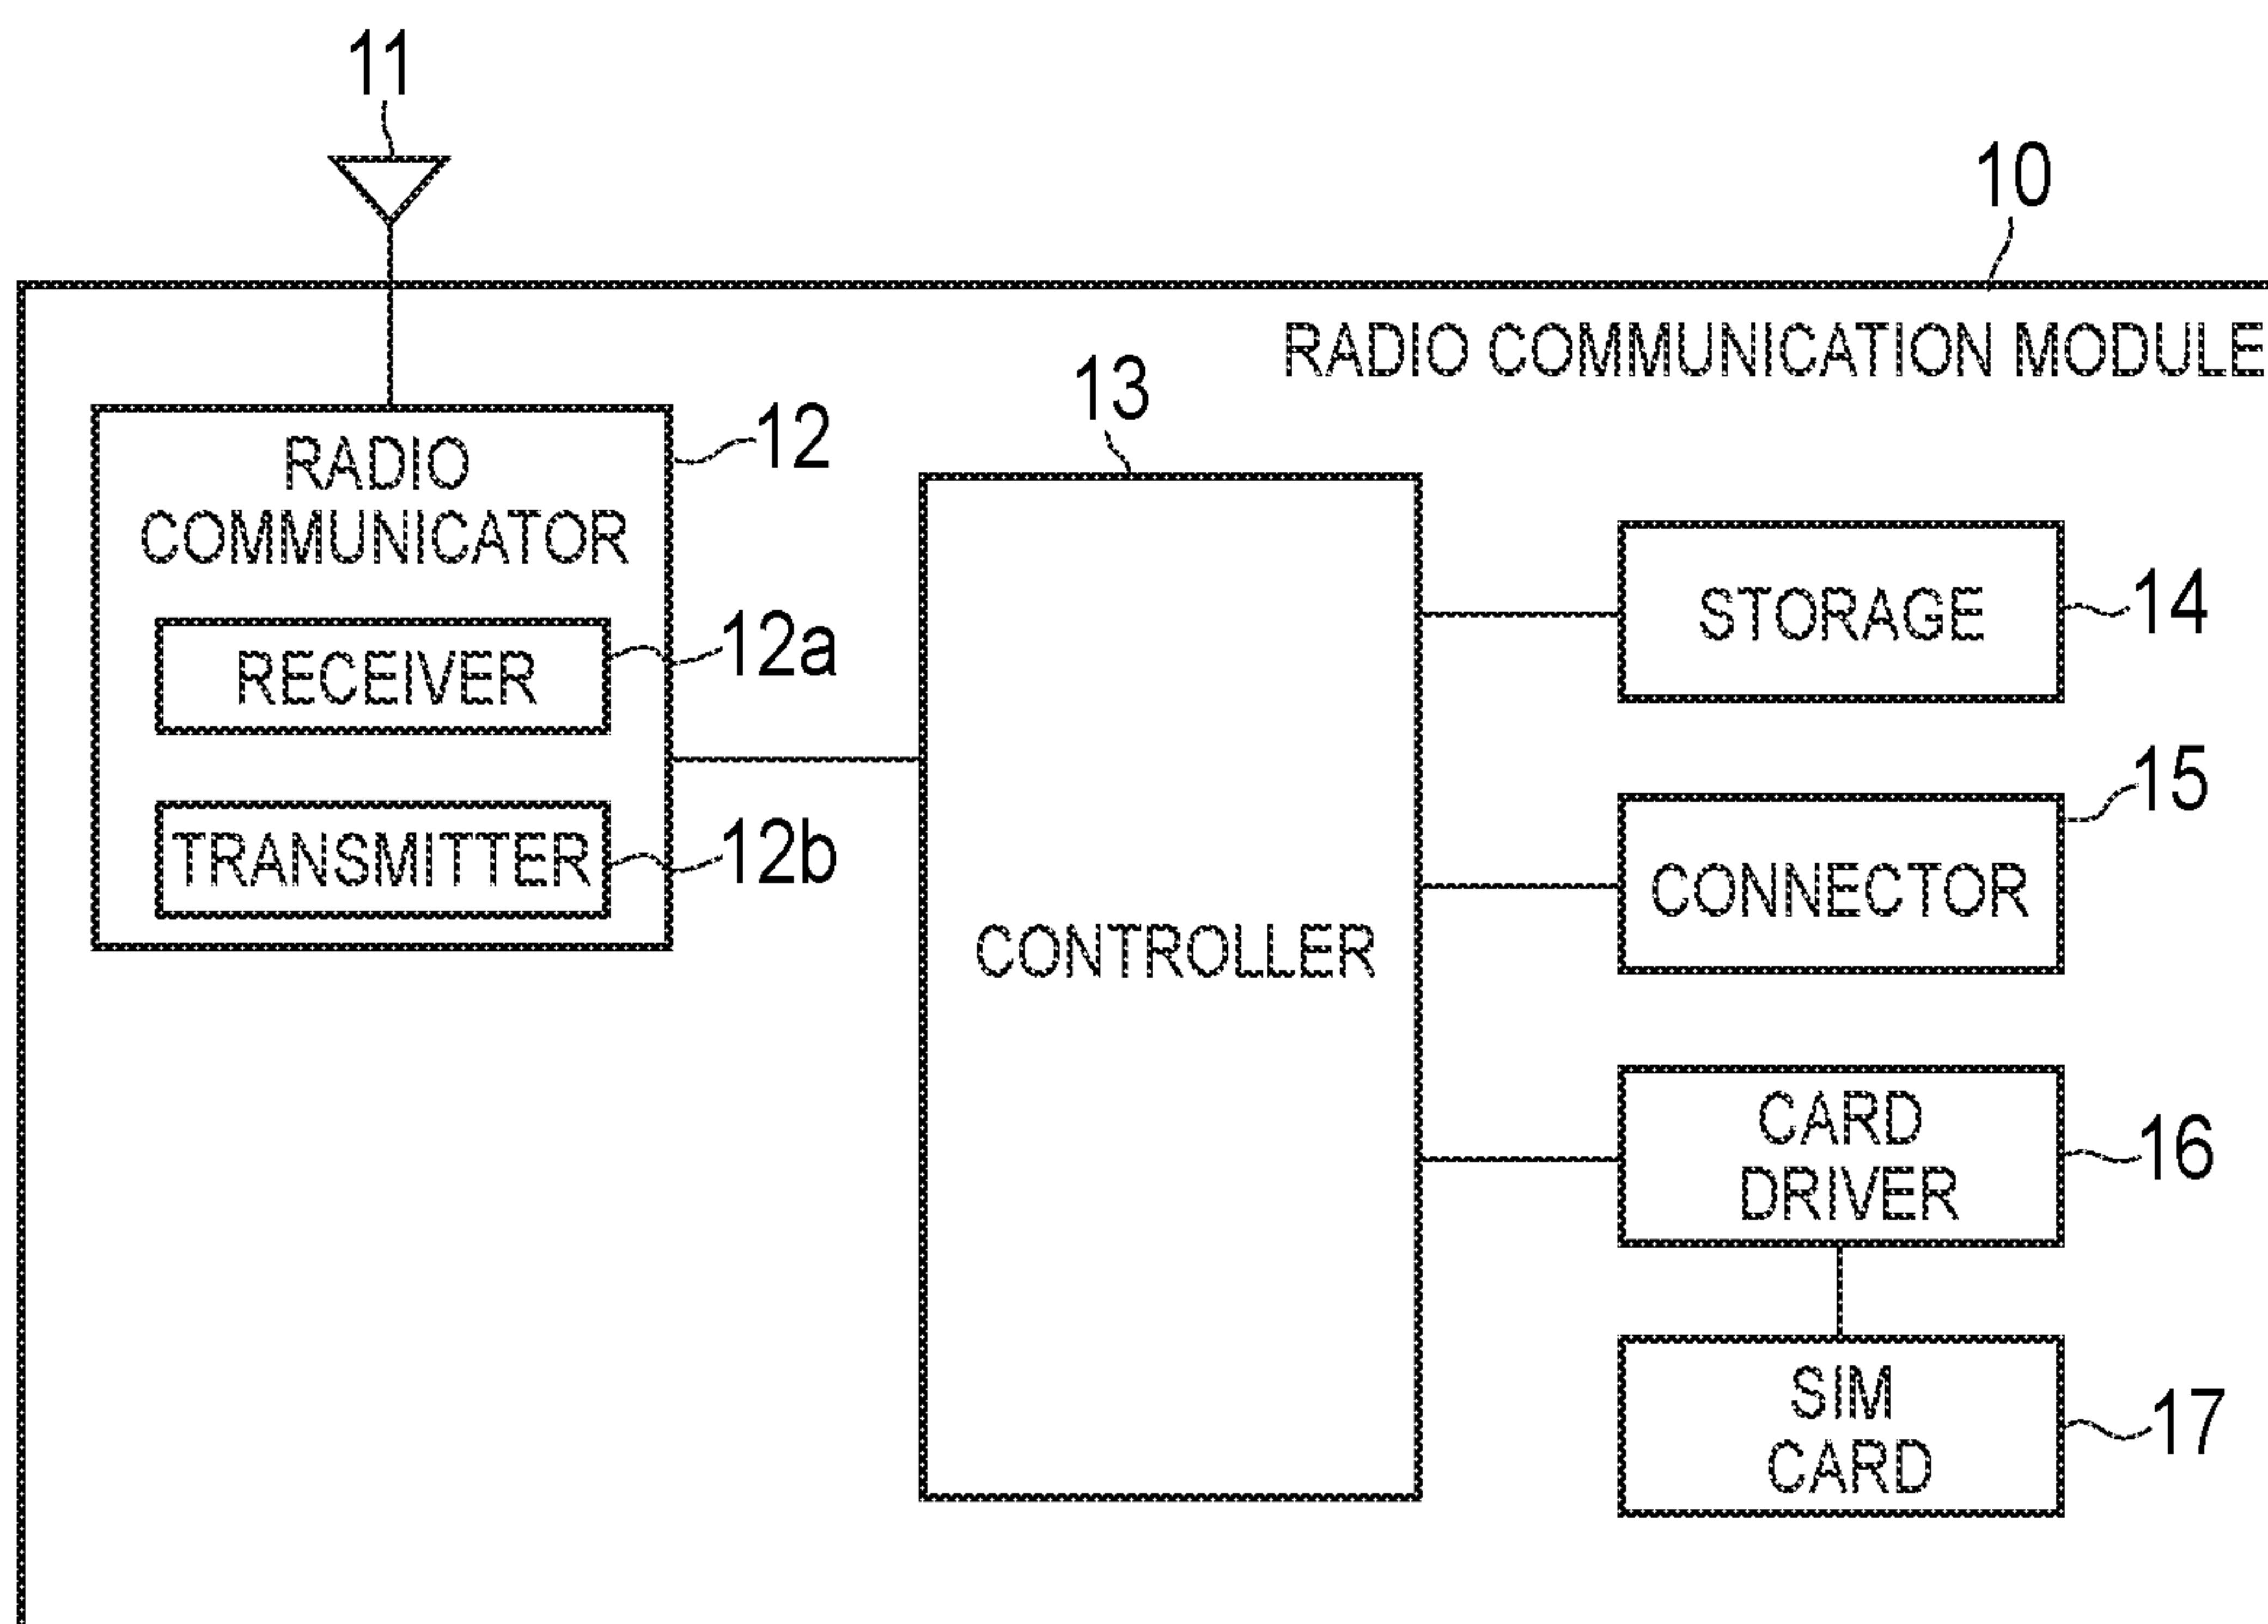 11
10
RADIO COMMUNICATION MODULE
13
12
RADIO
COMMUNICATOR
12a
RECEIVER
12b
TRANSMITTER
CONTROLLER
STORAGE
14
15
CONNECTOR
CARD
DRIVER
16
SIM
CARD
17